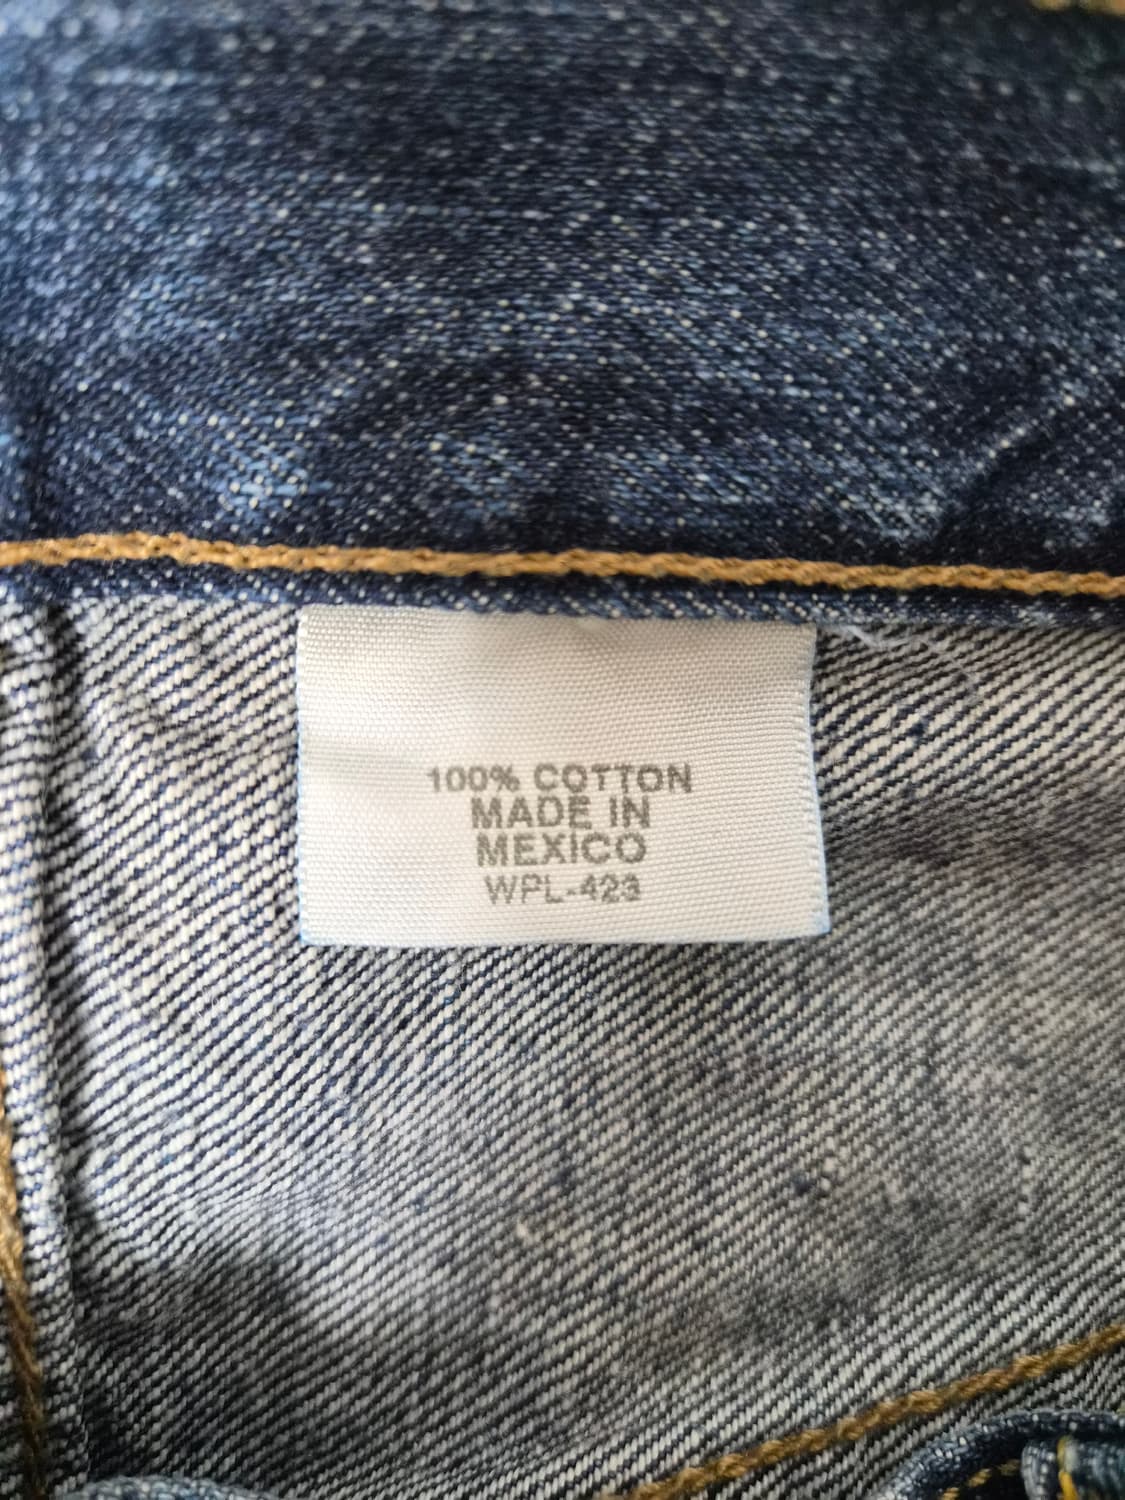 100% COTTON
MADE IN
MEXICO
WPL-423